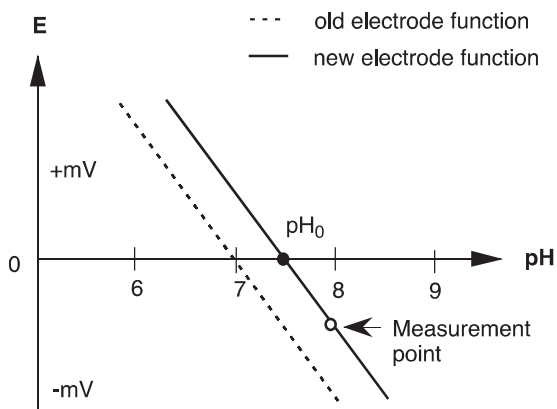 E
old electrode function
new electrode function
+mV
pH₀
0
pH
6
7
8
9
Measurement
point
-mV